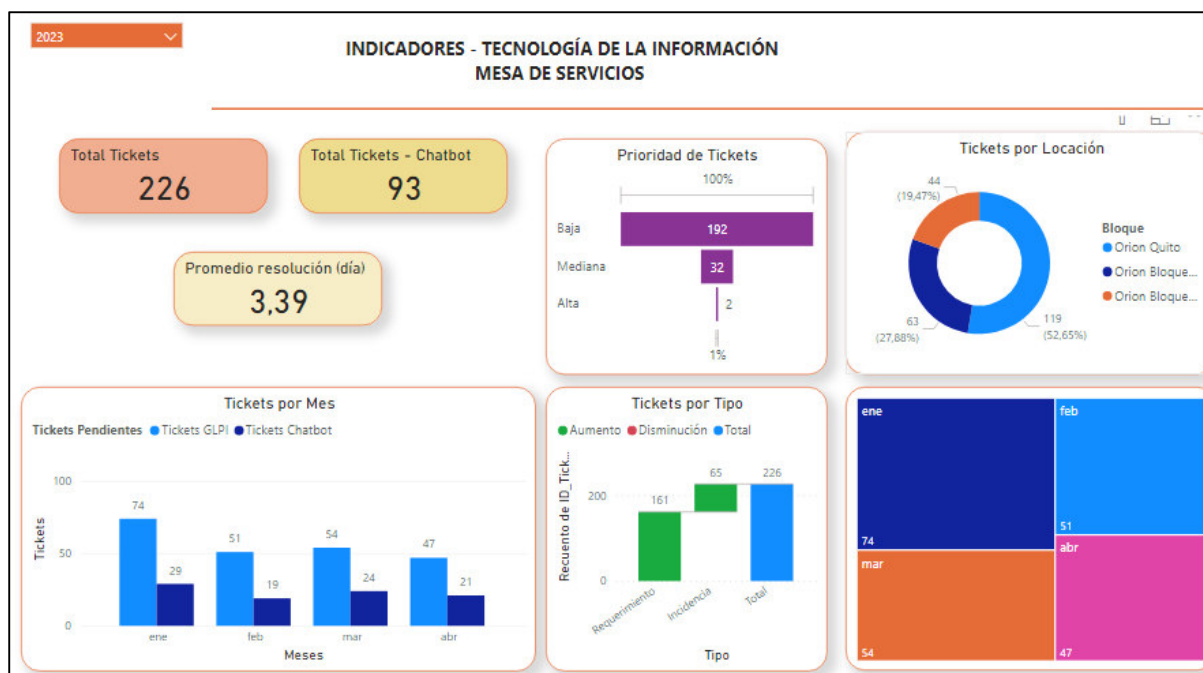 2023
INDICADORES - TECNOLOGÍA DE LA INFORMACIÓN
MESA DE SERVICIOS
Total Tickets
226
Total Tickets - Chatbot
93
Promedio resolución (día)
3,39
Prioridad de Tickets
100%
Baja
192
Mediana
32
Alta
2
1%
Tickets por Locación
44
(19,47%)
63
(27,88%)
119
(52,65%)
Bloque
Orion Quito
Orion Bloque...
Orion Bloque...
Tickets por Mes
Tickets Pendientes Tickets GLPI Tickets Chatbot
Tickets
100
50
0
74
29
51
19
54
24
47
21
ene feb mar abr
Meses
Tickets por Tipo
Aumento Disminución Total
Recuento de ID_Tick...
200
0
161
65
226
Requerimiento
Incidencia
Total
Tipo
ene
74
feb
51
mar
54
abr
47